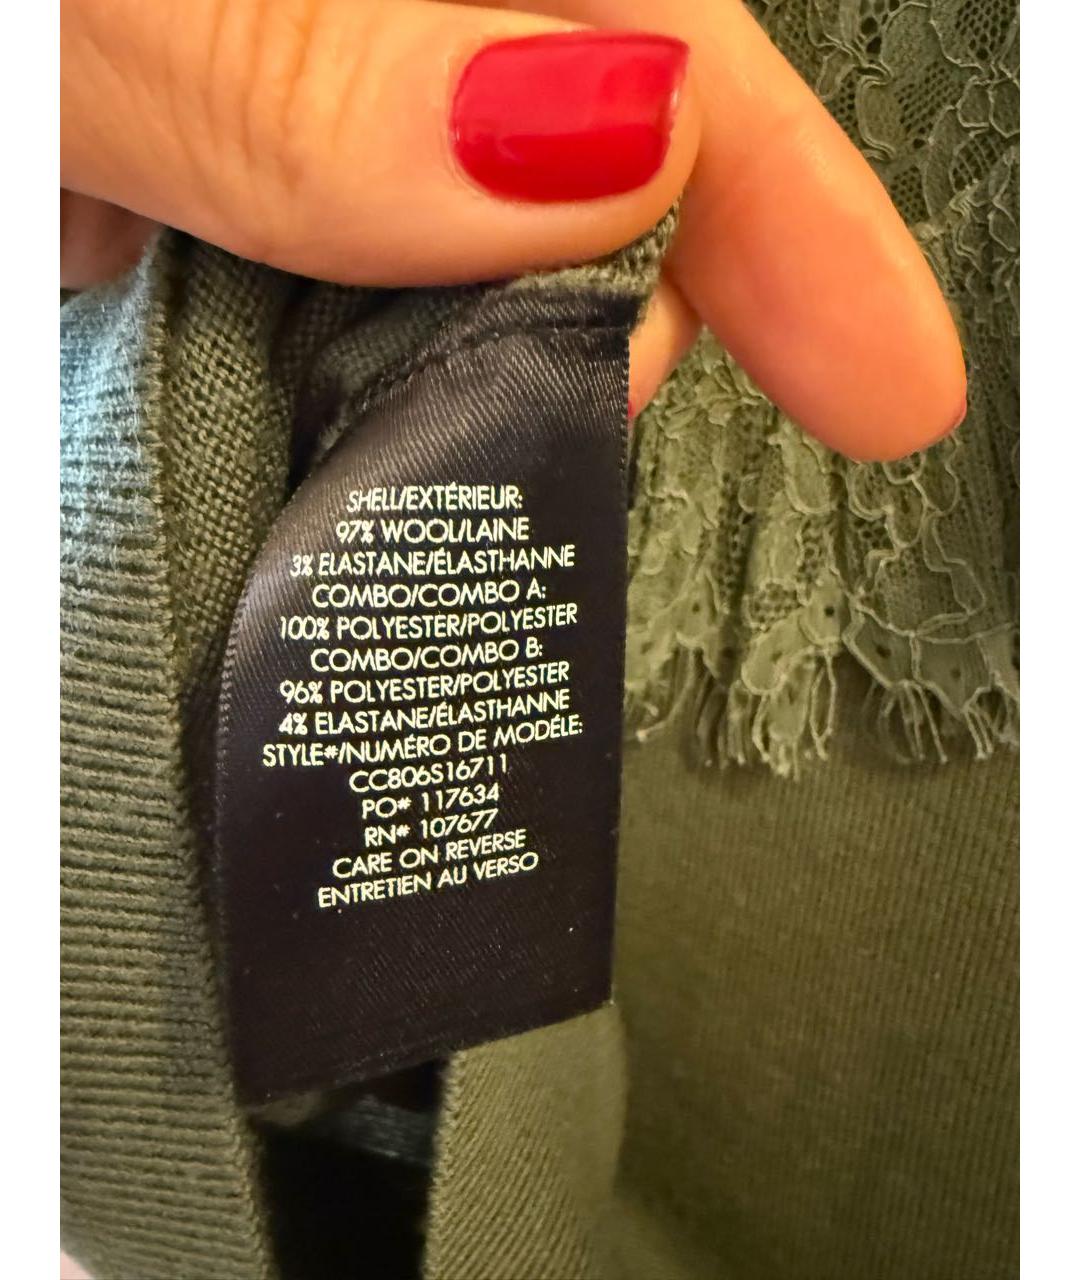 SHELL/EXTÉRIEUR:
97% WOOL/LAINE
3% ELASTANE/ÉLASTHANNE
COMBO/COMBO A:
100% POLYESTER/POLYESTER
COMBO/COMBO B:
96% POLYESTER/POLYESTER
4% ELASTANE/ÉLASTHANNE
STYLE#/NUMÉRO DE MODÉLE:
CC806S16711
PO# 117634
RN# 107677
CARE ON REVERSE
ENTRETIEN AU VERSO